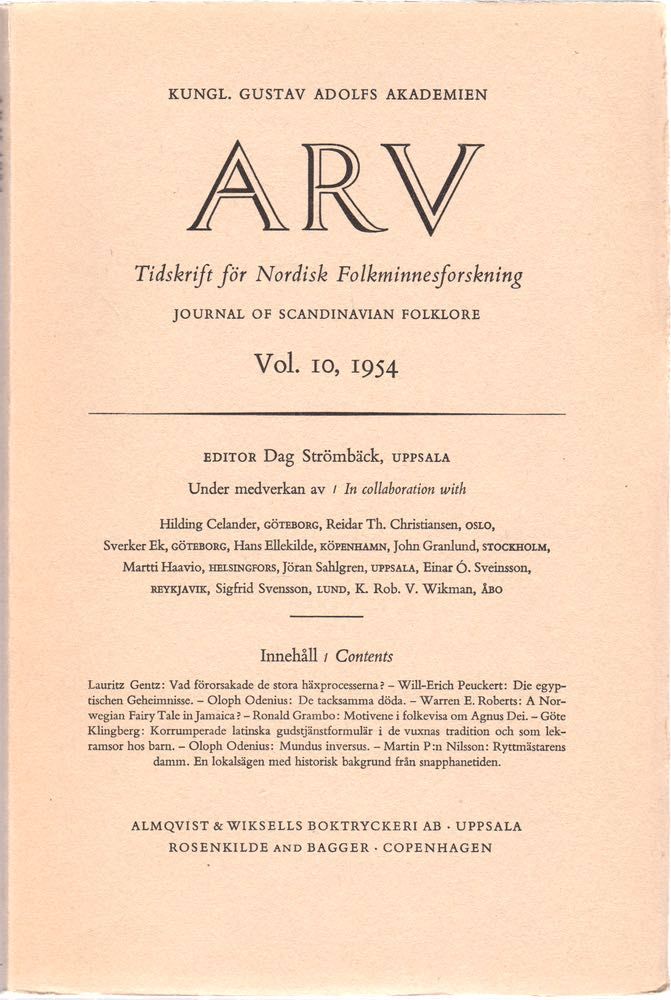 KUNGL. GUSTAV ADOLFS AKADEMIEN
ARV
Tidskrift för Nordisk Folkminnesforskning
JOURNAL OF SCANDINAVIAN FOLKLORE
Vol. 10, 1954
EDITOR Dag Strömbäck, UPPSALA
Under medverkan av / In collaboration with
Hilding Celander, GÖTEBORG, Reidar Th. Christiansen, OSLO,
Sverker Ek, GÖTEBORG, Hans Ellekilde, KÖPENHAMN, John Granlund, STOCKHOLM,
Martti Haavio, HELSINGFORS, Jöran Sahlgren, UPPSALA, Einar Ó. Sveinsson,
REYKJAVIK, Sigfrid Svensson, LUND, K. Rob. V. Wikman, ÅBO
Innehåll / Contents
Lauritz Gentz: Vad förorsakade de stora häxprocesserna? – Will-Erich Peuckert: Die egyp-
tischen Geheimnisse. – Oloph Odenius: De tacksamma döda. – Warren E. Roberts: A Nor-
wegian Fairy Tale in Jamaica? – Ronald Grambo: Motivene i folkevisa om Agnus Dei. – Göte
Klingberg: Korrumperade latinska gudstjänstformulär i de vuxnas tradition och som lek-
ramsor hos barn. – Oloph Odenius: Mundus inversus. – Martin P:n Nilsson: Ryttmästarens
damm. En lokalsägen med historisk bakgrund från snapphanetiden.
ALMQVIST & WIKSELLS BOKTRYCKERI AB · UPPSALA
ROSENKILDE AND BAGGER · COPENHAGEN